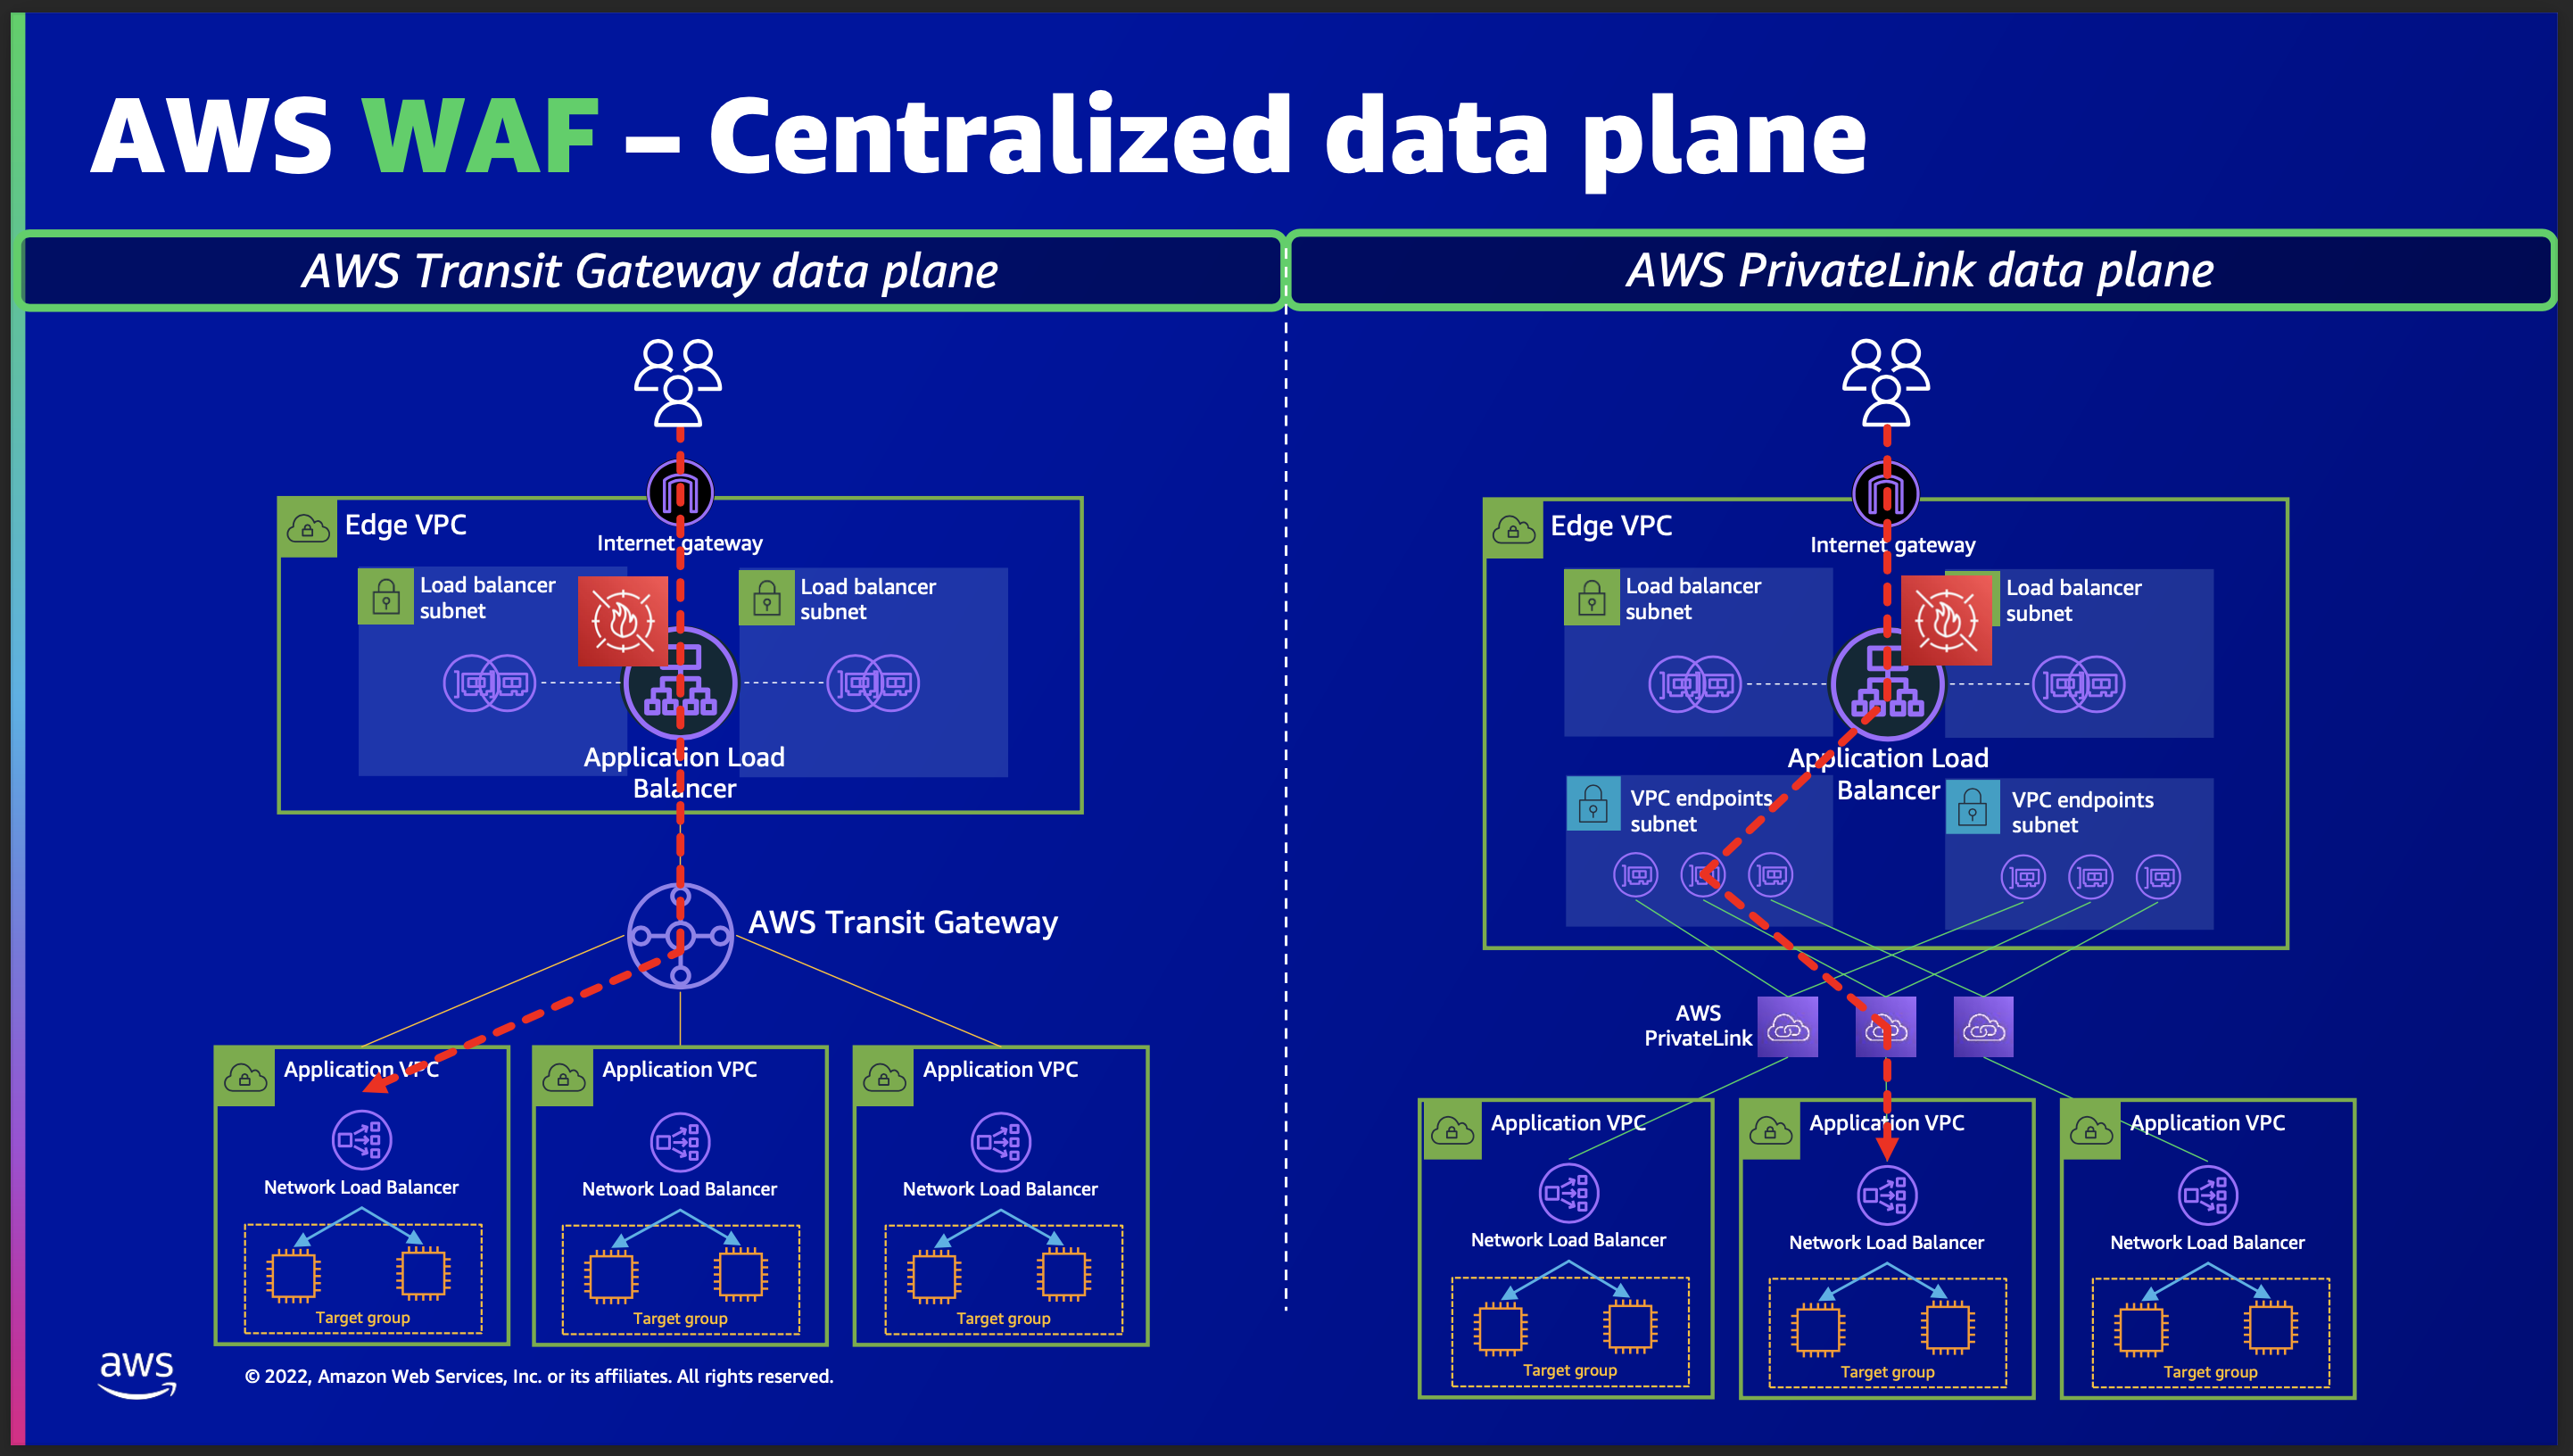 AWS WAF – Centralized data plane
AWS Transit Gateway data plane
Edge VPC
Internet gateway
Load balancer
subnet
Load balancer
subnet
Application Load
Balancer
AWS Transit Gateway
Application VPC
Network Load Balancer
Target group
Application VPC
Network Load Balancer
Target group
Application VPC
Network Load Balancer
Target group
AWS PrivateLink data plane
Edge VPC
Internet gateway
Load balancer
subnet
Load balancer
subnet
Application Load
Balancer
VPC endpoints
subnet
VPC endpoints
subnet
AWS
PrivateLink
Application VPC
Network Load Balancer
Target group
Application VPC
Network Load Balancer
Target group
Application VPC
Network Load Balancer
Target group
aws
© 2022, Amazon Web Services, Inc. or its affiliates. All rights reserved.